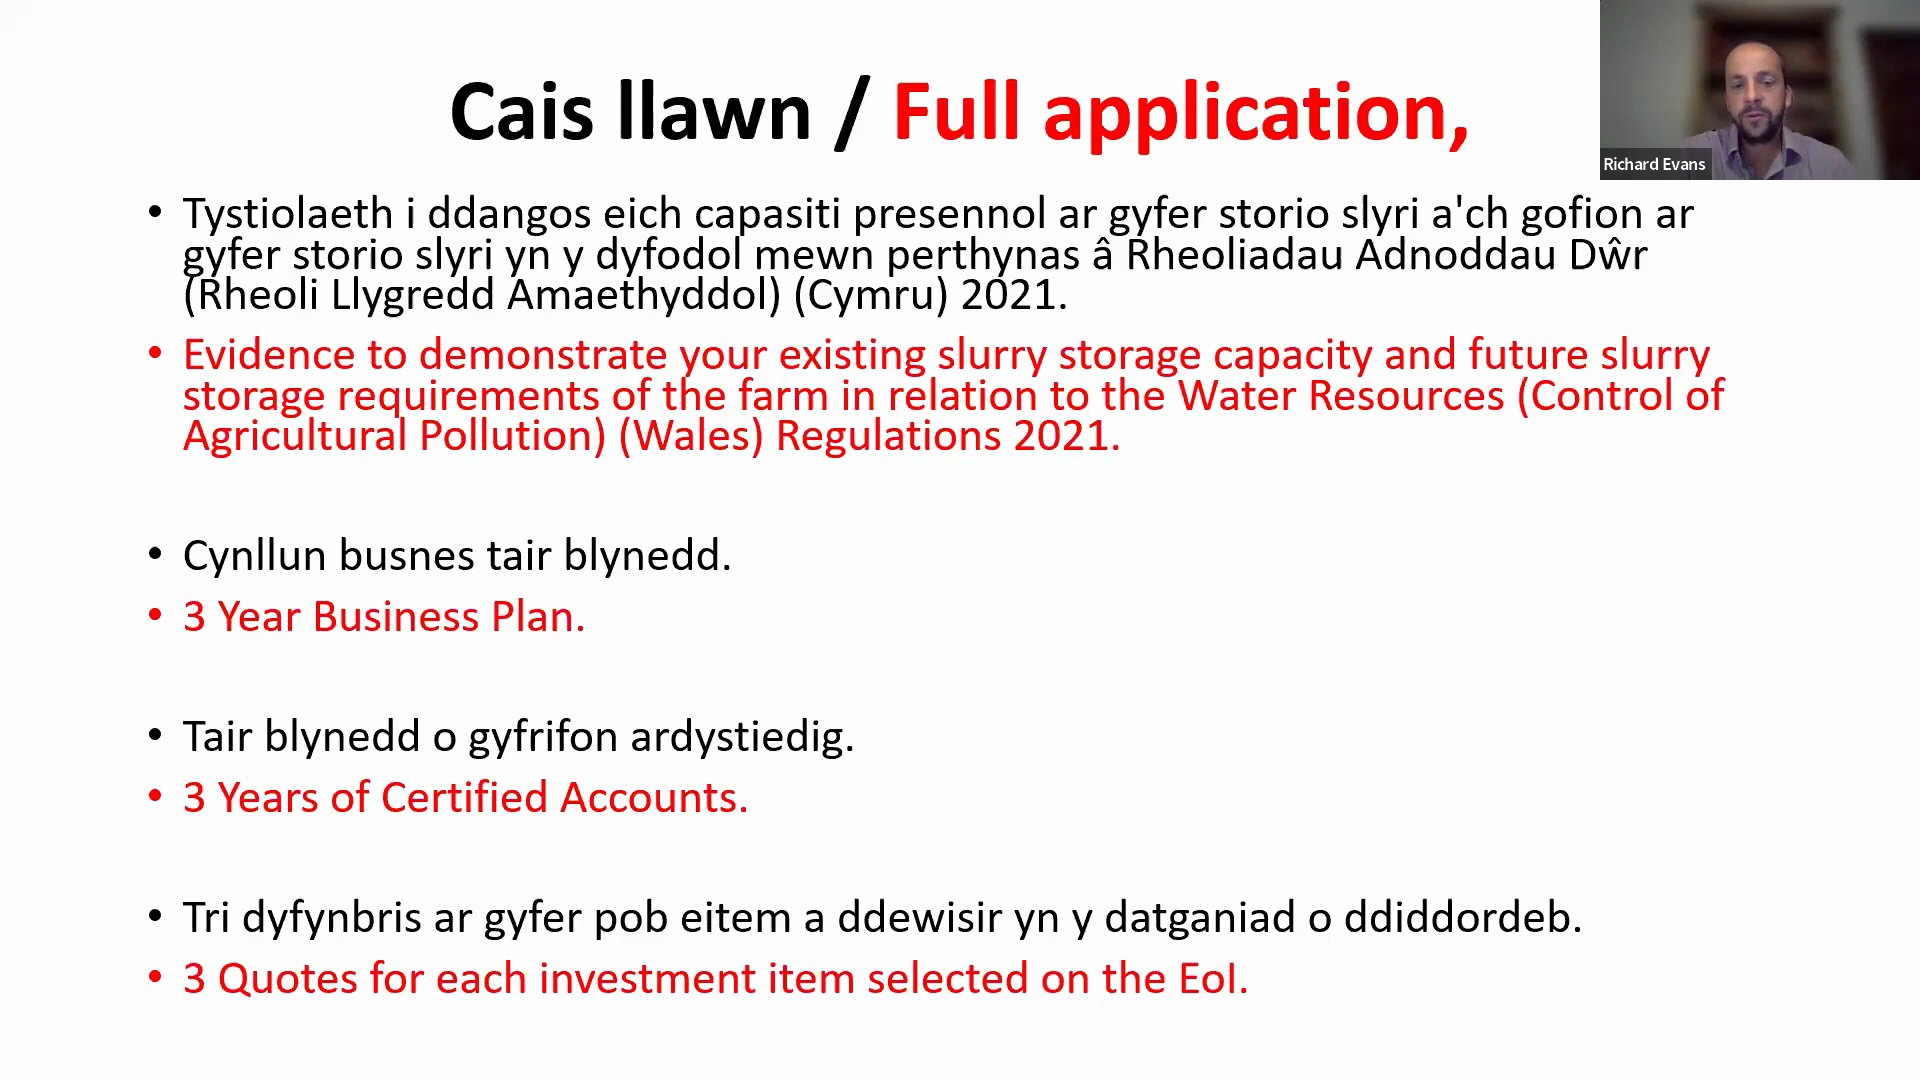 Cais llawn / Full application,
Richard Evans
• Tystiolaeth i ddangos eich capasiti presennol ar gyfer storio slyri a'ch gofion ar
gyfer storio slyri yn y dyfodol mewn perthynas â Rheoliadau Adnoddau Dŵr
(Rheoli Llygredd Amaethyddol) (Cymru) 2021.
• Evidence to demonstrate your existing slurry storage capacity and future slurry
storage requirements of the farm in relation to the Water Resources (Control of
Agricultural Pollution) (Wales) Regulations 2021.
• Cynllun busnes tair blynedd.
• 3 Year Business Plan.
• Tair blynedd o gyfrifon ardystiedig.
• 3 Years of Certified Accounts.
• Tri dyfynbris ar gyfer pob eitem a ddewisir yn y datganiad o ddiddordeb.
• 3 Quotes for each investment item selected on the EoI.